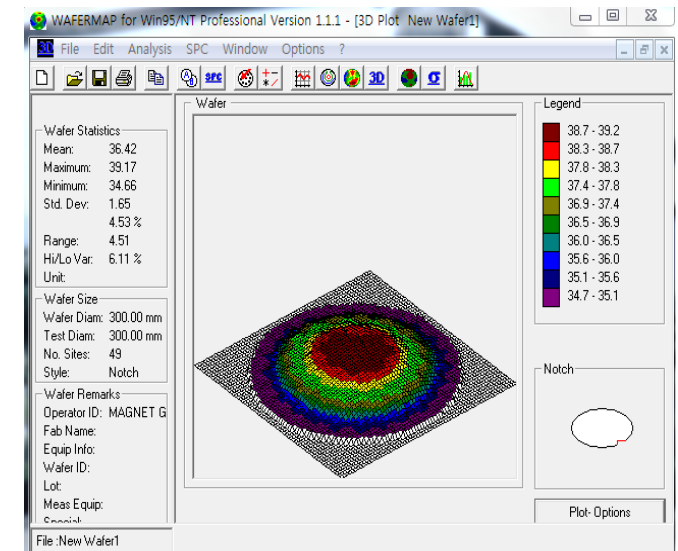 WAFERMAP for Win95/NT Professional Version 1.1.1 - [3D Plot New Wafer1]
3D File Edit Analysis SPC Window Options ?
SPC 3D σ
Wafer Statistics
Mean: 36.42
Maximum: 39.17
Minimum: 34.66
Std. Dev: 1.65
4.53 %
Range: 4.51
Hi/Lo Var: 6.11 %
Unit:
Wafer Size
Wafer Diam: 300.00 mm
Test Diam: 300.00 mm
No. Sites: 49
Style: Notch
Wafer Remarks
Operator ID: MAGNET G
Fab Name:
Equip Info:
Wafer ID:
Lot:
Meas Equip:
Wafer
Legend
38.7 - 39.2
38.3 - 38.7
37.8 - 38.3
37.4 - 37.8
36.9 - 37.4
36.5 - 36.9
36.0 - 36.5
35.6 - 36.0
35.1 - 35.6
34.7 - 35.1
Notch
Plot- Options
File :New Wafer1